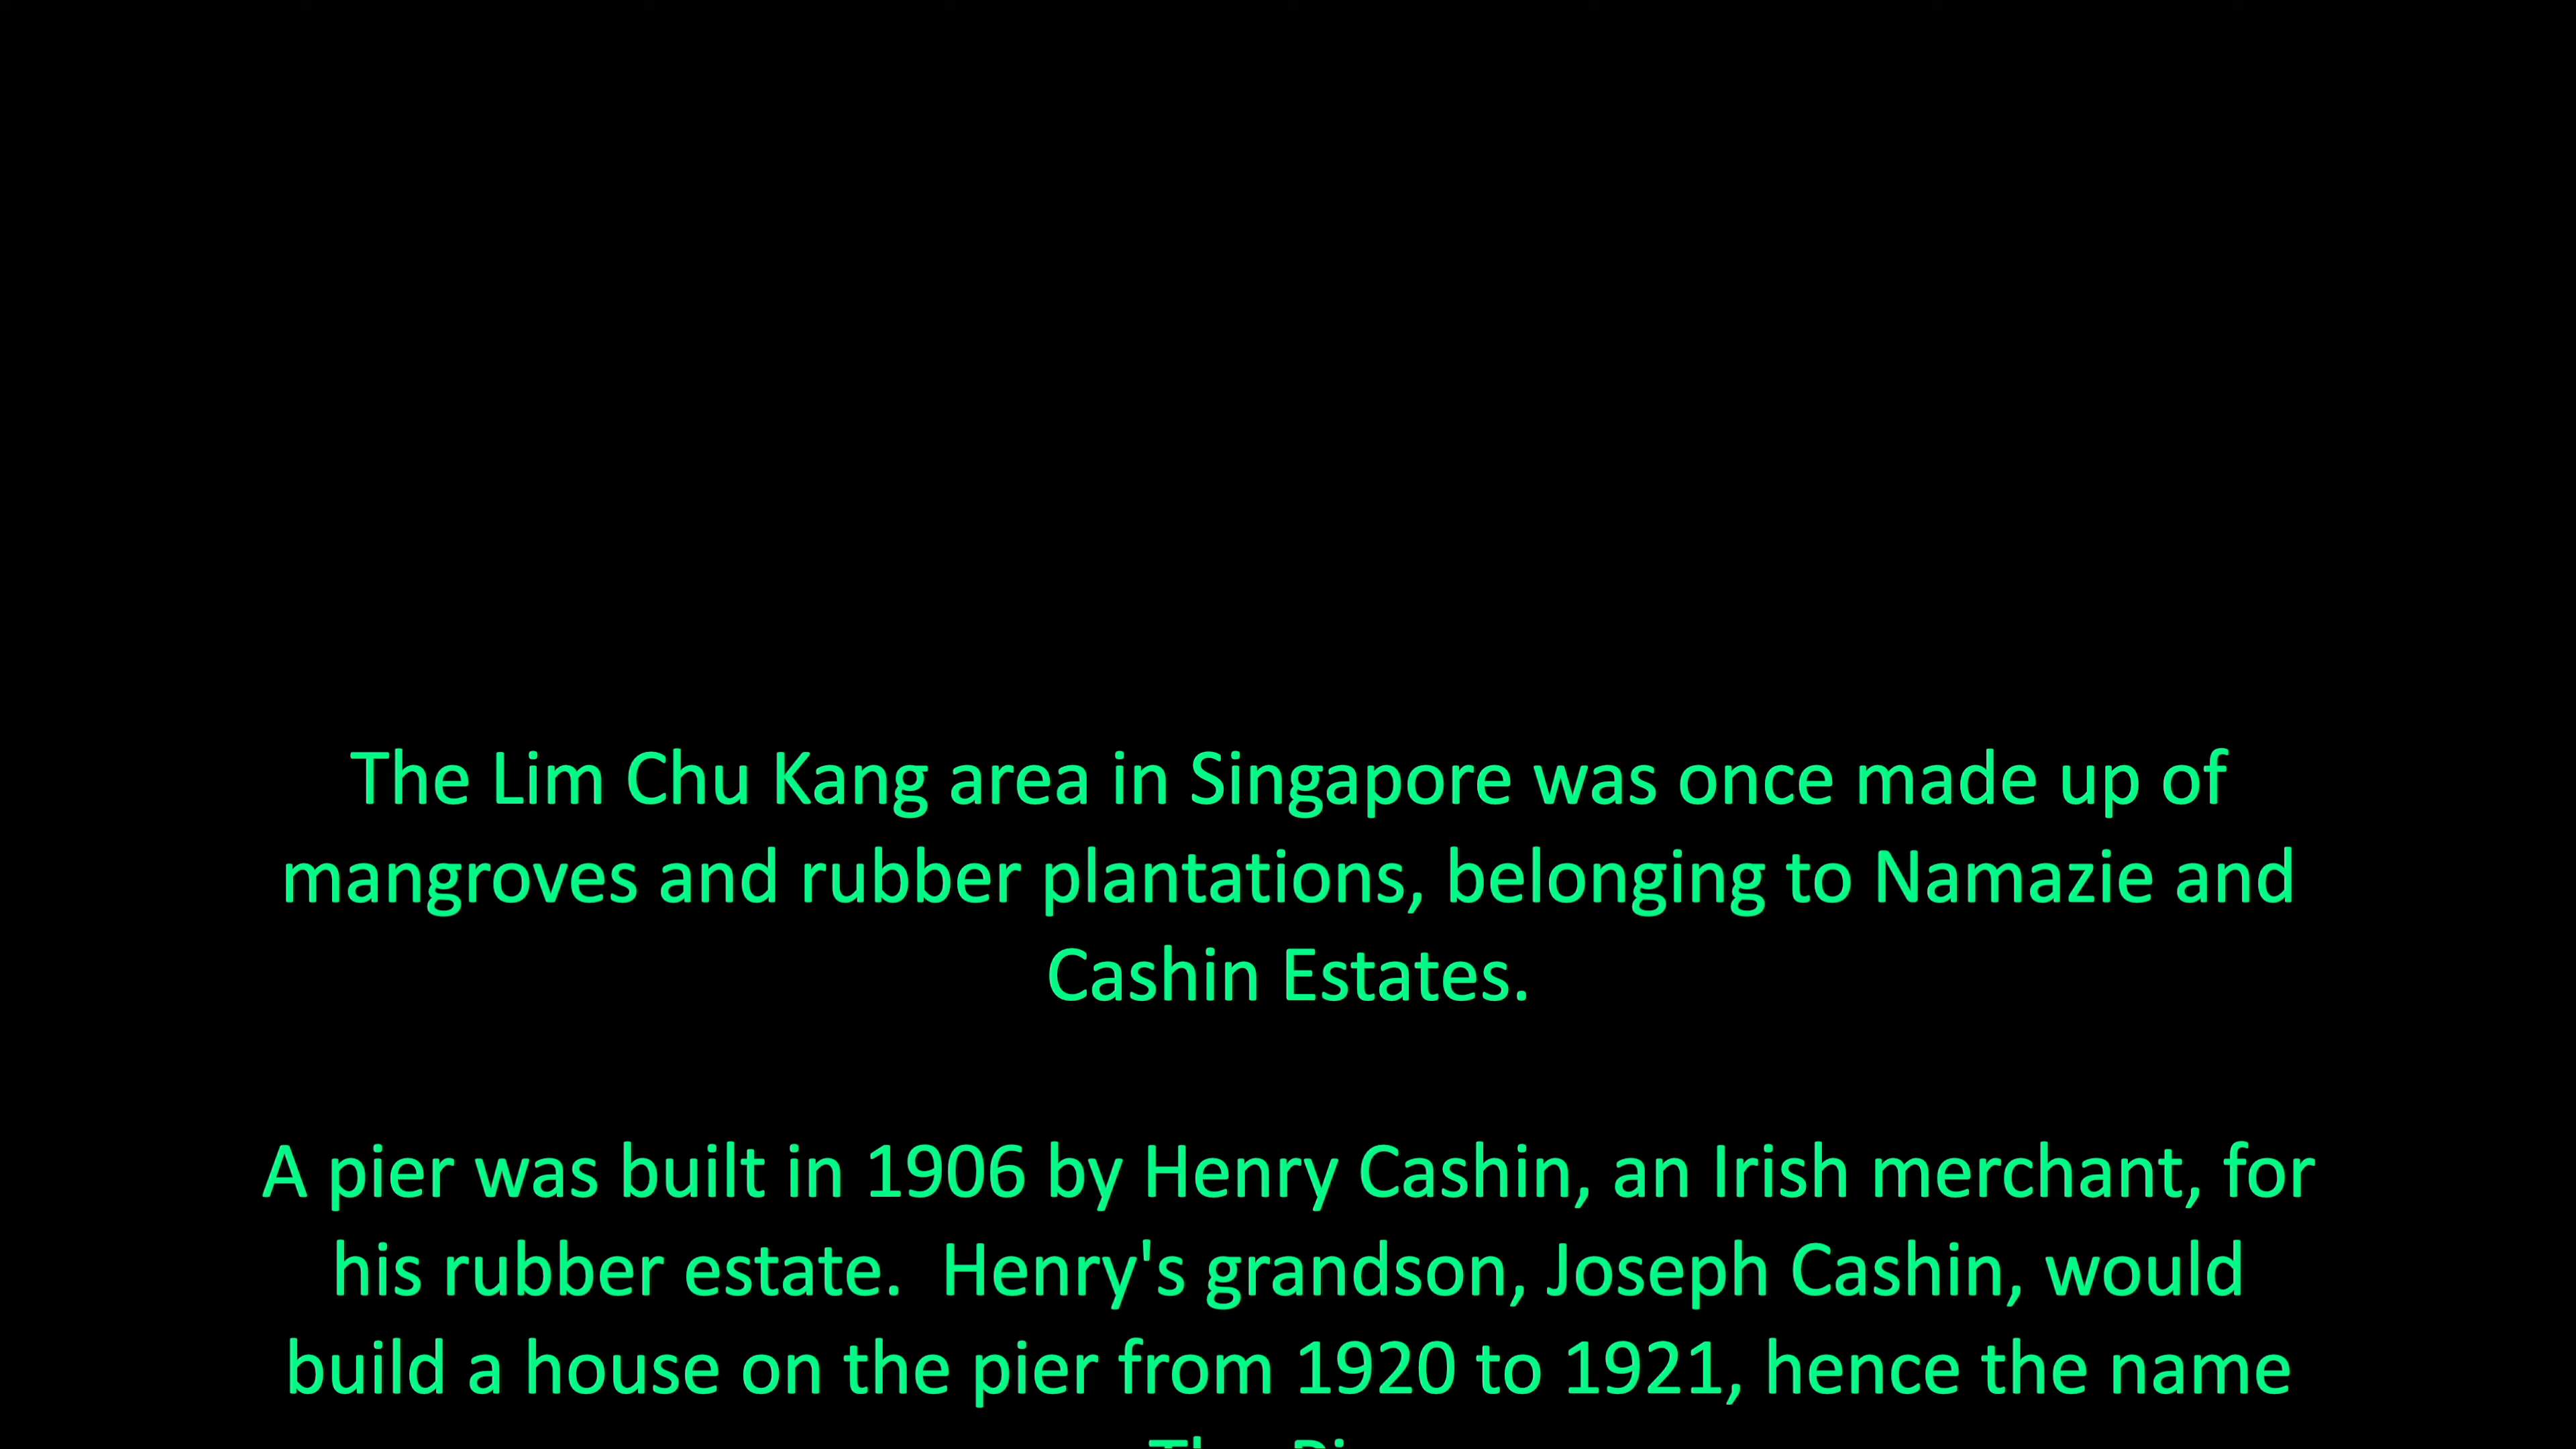 The Lim Chu Kang area in Singapore was once made up of
mangroves and rubber plantations, belonging to Namazie and
Cashin Estates.
A pier was built in 1906 by Henry Cashin, an Irish merchant, for
his rubber estate.  Henry's grandson, Joseph Cashin, would
build a house on the pier from 1920 to 1921, hence the name
The